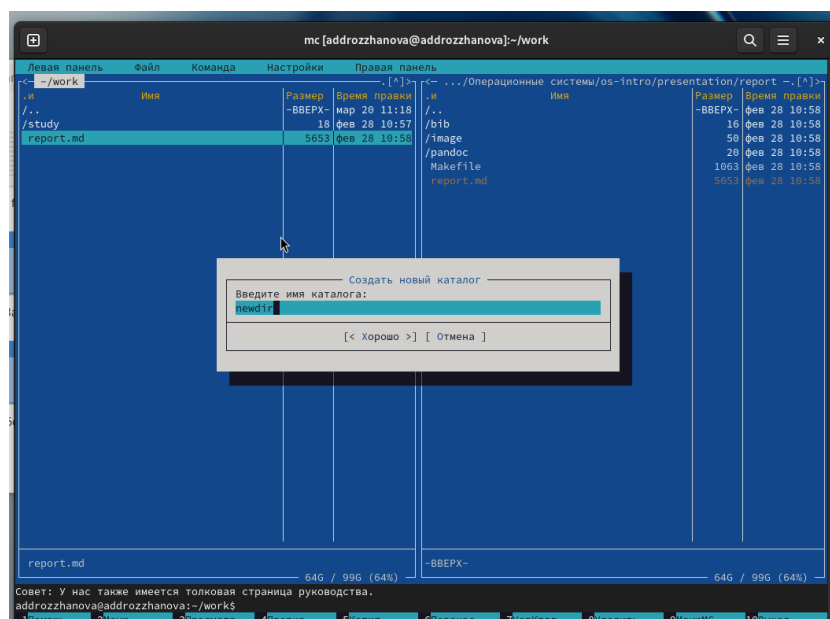 mc [addrozzhanova@addrozzhanova]:~/work
Левая панель Файл Команда Настройки Правая панель
<— ~/work .[^]>
.и Имя Размер Время правки
/.. -ВВЕРХ- мар 20 11:18
/study 18 фев 28 10:57
report.md 5653 фев 28 10:58
<— .../Операционные системы/os-intro/presentation/report —.[^]>
.и Имя Размер Время правки
/.. -ВВЕРХ- фев 28 10:58
/bib 16 фев 28 10:58
/image 50 фев 28 10:58
/pandoc 20 фев 28 10:58
Makefile 1063 фев 28 10:58
report.md 5653 фев 28 10:58
Создать новый каталог
Введите имя каталога:
newdir
[< Хорошо >] [ Отмена ]
report.md
64G / 99G (64%)
-ВВЕРХ-
64G / 99G (64%)
Совет: У нас также имеется толковая страница руководства.
addrozzhanova@addrozzhanova:~/work$